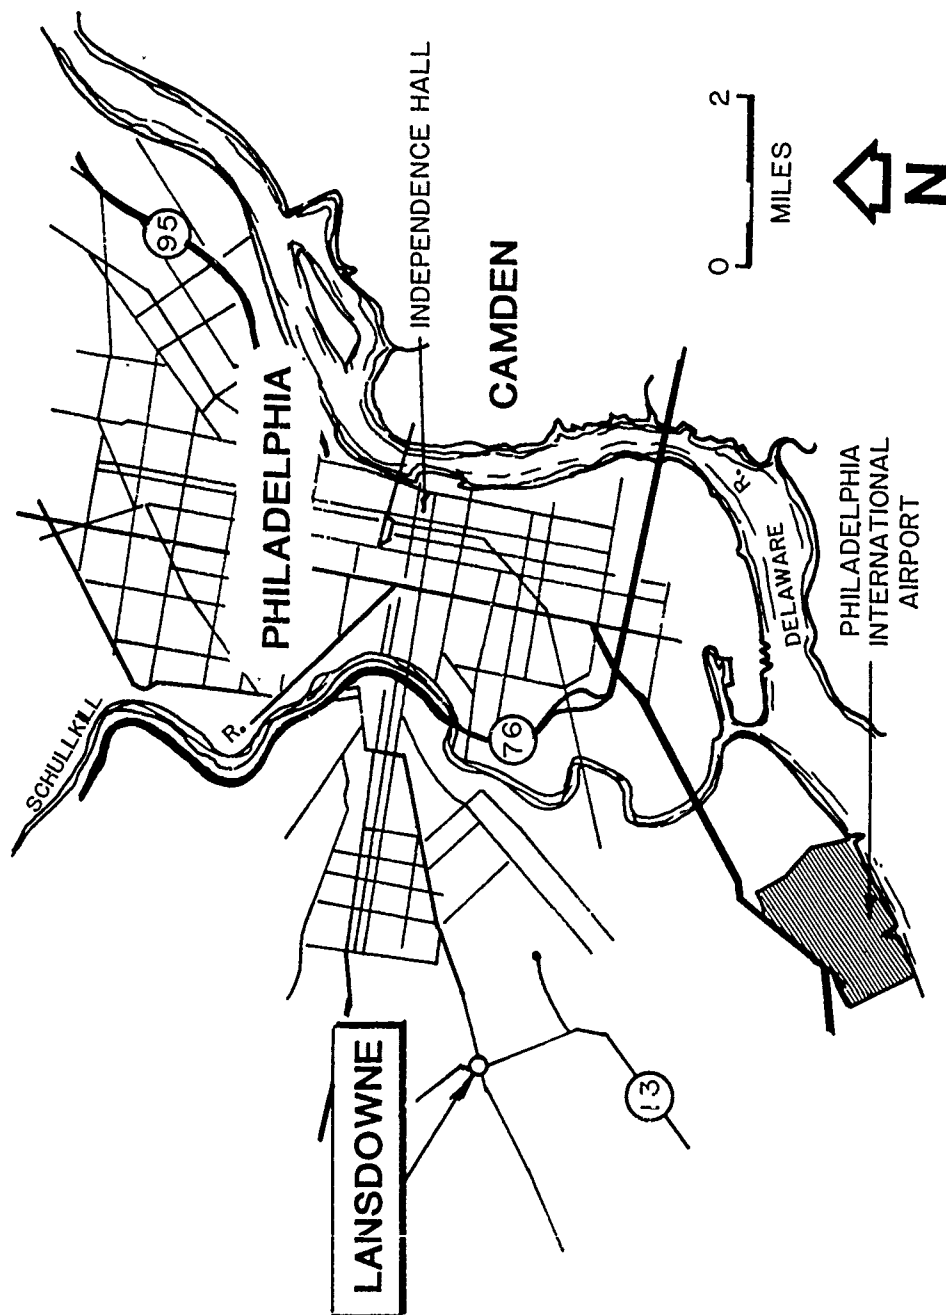 SCHULLKILL
R.
PHILADELPHIA
95
INDEPENDENCE HALL
CAMDEN
76
LANSDOWNE
13
DELAWARE
R.
PHILADELPHIA
INTERNATIONAL
AIRPORT
0 2
MILES
N